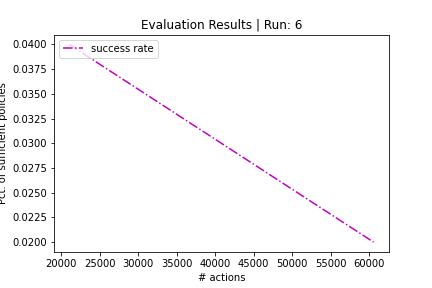 Evaluation Results | Run: 6
success rate
Pct. of sufficient policies
0.0400
0.0375
0.0350
0.0325
0.0300
0.0275
0.0250
0.0225
0.0200
20000 25000 30000 35000 40000 45000 50000 55000 60000
# actions